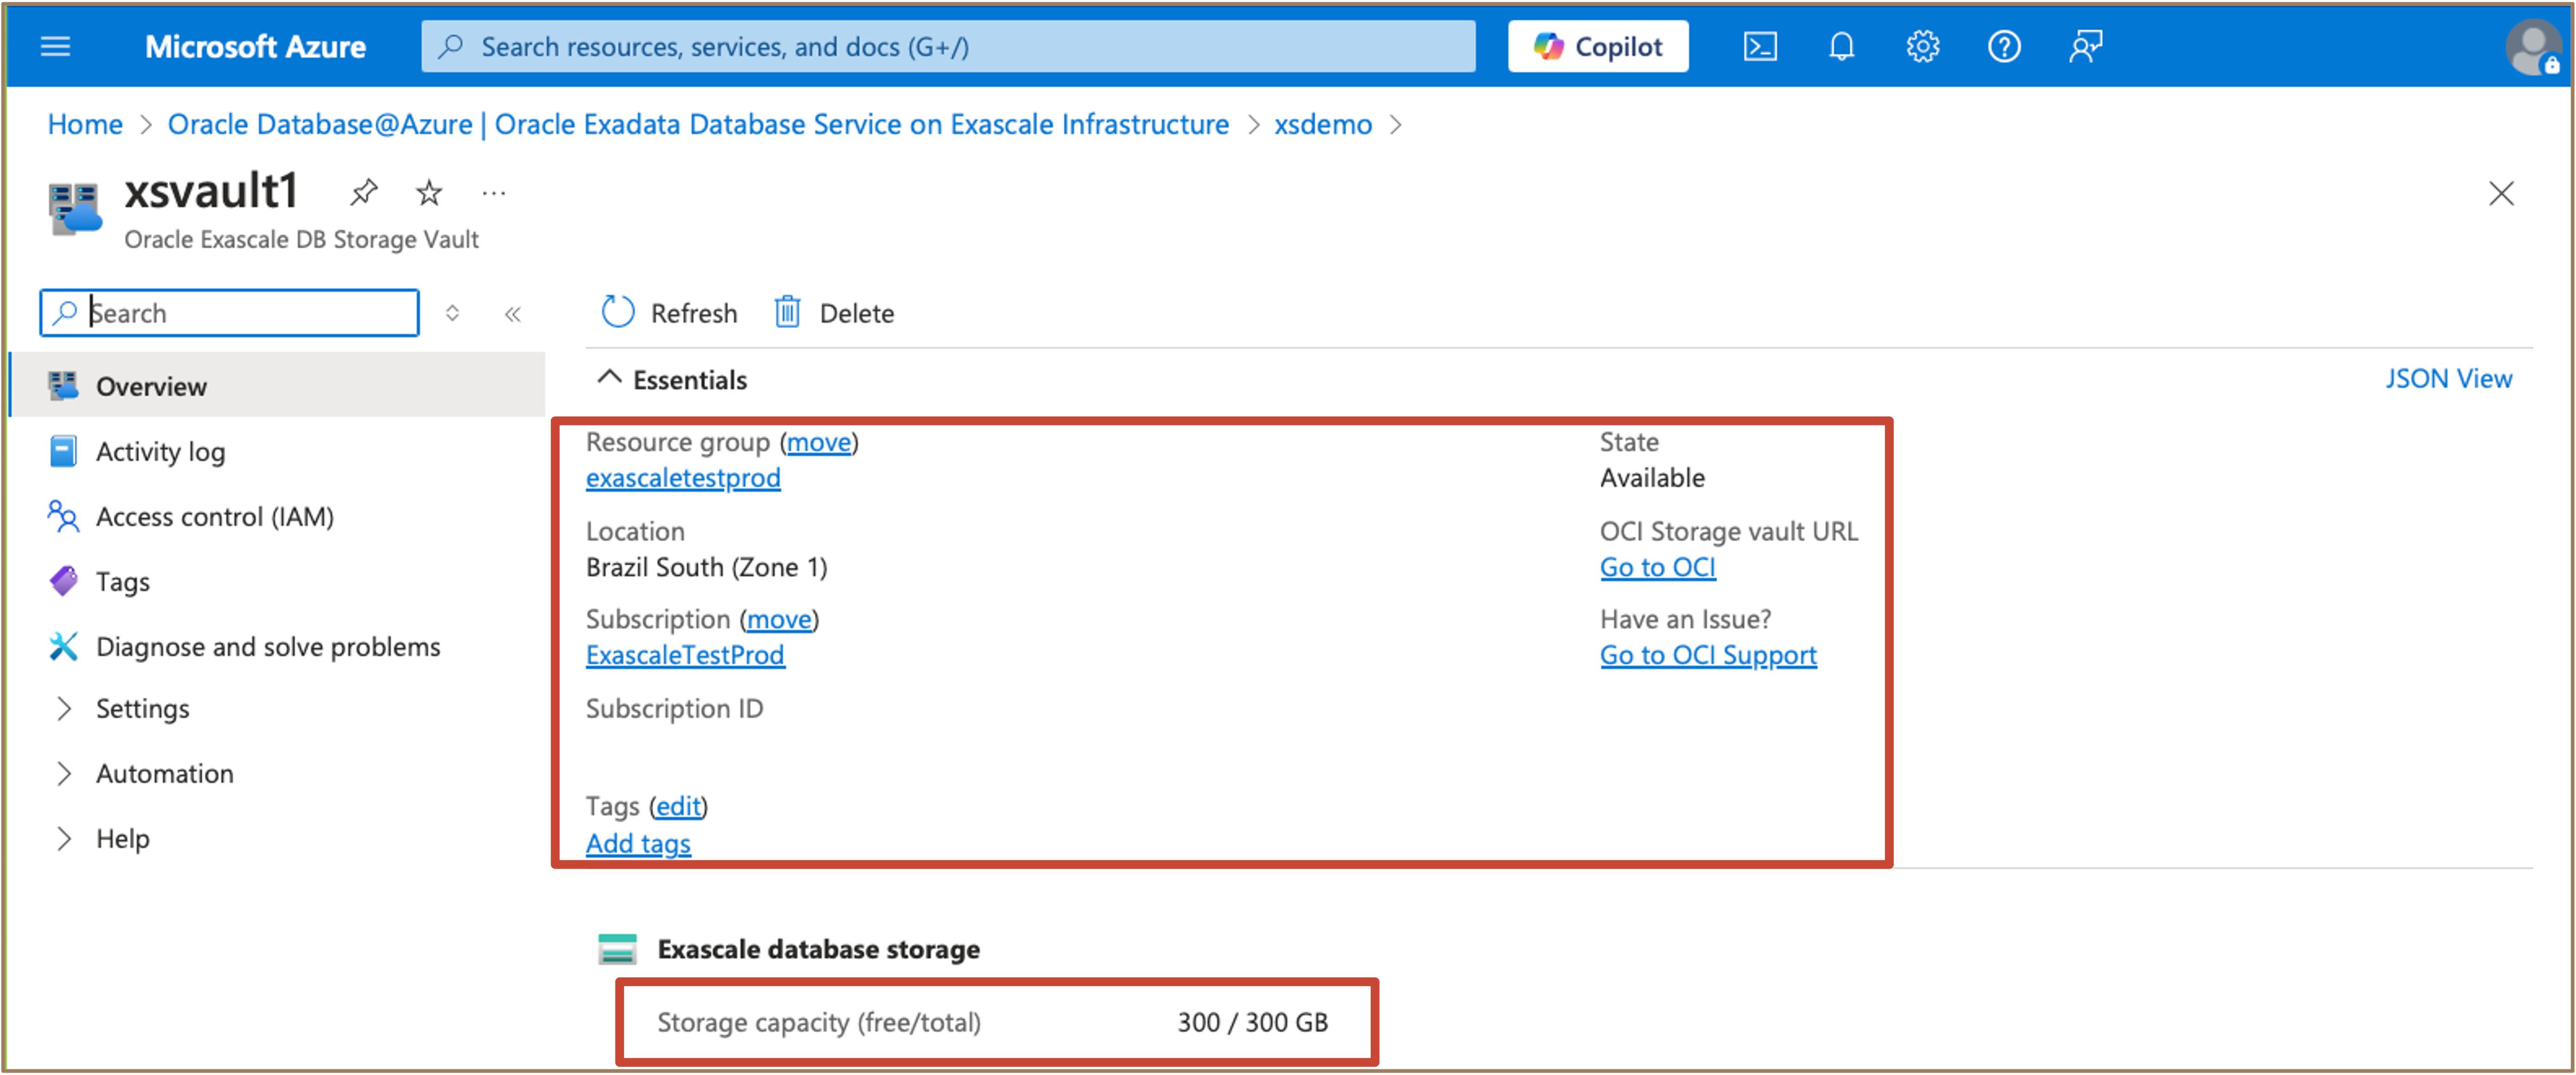 Microsoft Azure
Search resources, services, and docs (G+/)
Copilot
Home > Oracle Database@Azure | Oracle Exadata Database Service on Exascale Infrastructure > xsdemo >
xsvault1
Oracle Exascale DB Storage Vault
Search
Refresh
Delete
Overview
Activity log
Access control (IAM)
Tags
Diagnose and solve problems
Settings
Automation
Help
Essentials
JSON View
Resource group (move)
exascaletestprod
Location
Brazil South (Zone 1)
Subscription (move)
ExascaleTestProd
Subscription ID
Tags (edit)
Add tags
State
Available
OCI Storage vault URL
Go to OCI
Have an Issue?
Go to OCI Support
Exascale database storage
Storage capacity (free/total) 300 / 300 GB